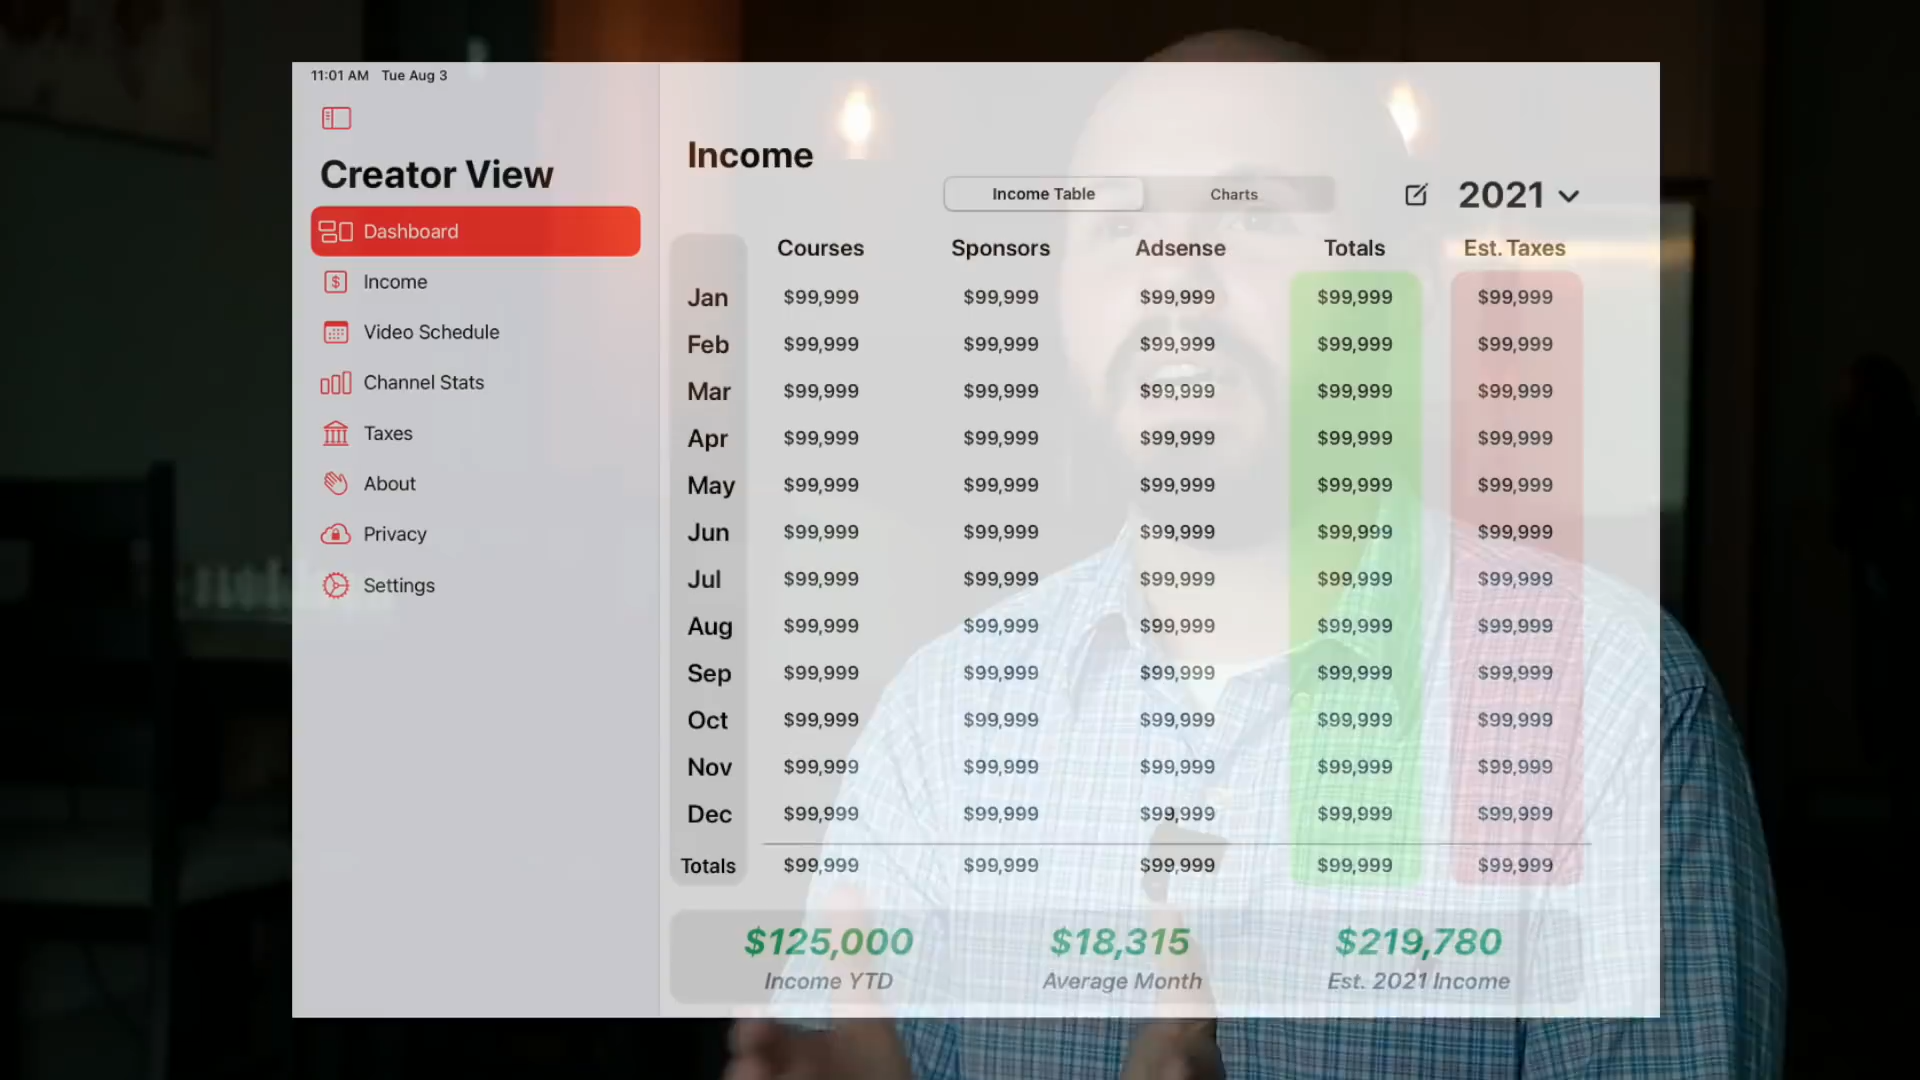 11:01 AM Tue Aug 3
Creator View
Dashboard
Income
Video Schedule
Channel Stats
Taxes
About
Privacy
Settings
Income
Income Table Charts
2021
Courses Sponsors Adsense Totals Est. Taxes
Jan $99,999 $99,999 $99,999 $99,999 $99,999
Feb $99,999 $99,999 $99,999 $99,999 $99,999
Mar $99,999 $99,999 $99,999 $99,999 $99,999
Apr $99,999 $99,999 $99,999 $99,999 $99,999
May $99,999 $99,999 $99,999 $99,999 $99,999
Jun $99,999 $99,999 $99,999 $99,999 $99,999
Jul $99,999 $99,999 $99,999 $99,999 $99,999
Aug $99,999 $99,999 $99,999 $99,999 $99,999
Sep $99,999 $99,999 $99,999 $99,999 $99,999
Oct $99,999 $99,999 $99,999 $99,999 $99,999
Nov $99,999 $99,999 $99,999 $99,999 $99,999
Dec $99,999 $99,999 $99,999 $99,999 $99,999
Totals $99,999 $99,999 $99,999 $99,999 $99,999
$125,000 $18,315 $219,780
Income YTD Average Month Est. 2021 Income